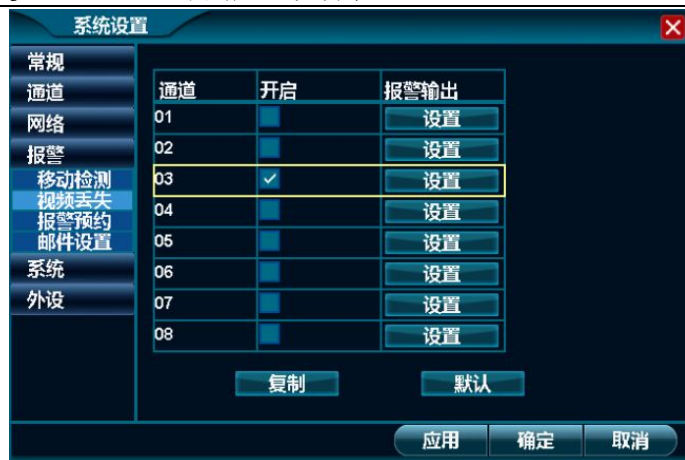 系统设置
常规
通道
网络
报警
移动检测
视频丢失
报警预约
邮件设置
系统
外设
通道 开启 报警输出
01 设置
02 设置
03 设置
04 设置
05 设置
06 设置
07 设置
08 设置
复制 默认
应用 确定 取消